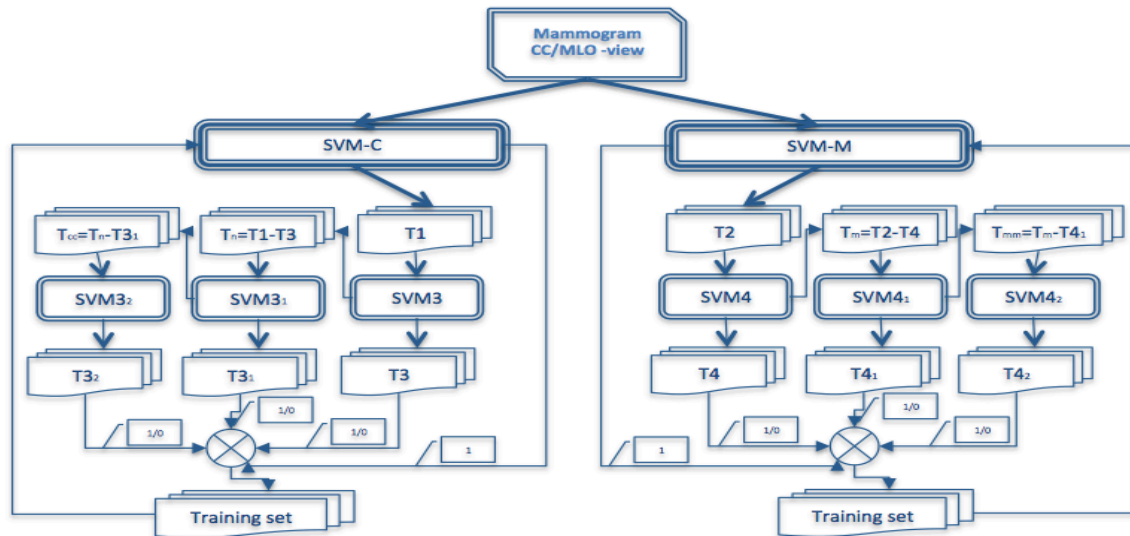 Mammogram
CC/MLO -view
SVM-C
SVM-M
Tcc=Tn-T31
Tn=T1-T3
T1
T2
Tm=T2-T4
Tmm=Tm-T41
SVM32
SVM31
SVM3
SVM4
SVM41
SVM42
T32
T31
T3
T4
T41
T42
1/0
1/0
1/0
1
1
1/0
1/0
1/0
Training set
Training set